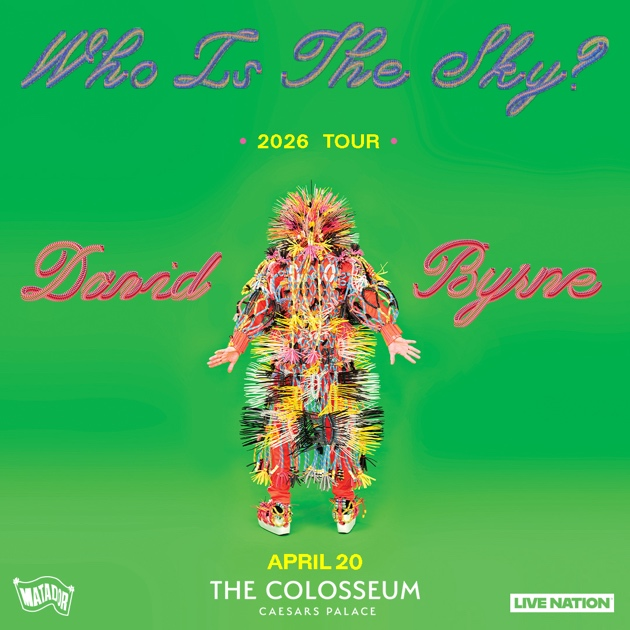 Who Is The Sky?
• 2026 TOUR •
David Byrne
APRIL 20
THE COLOSSEUM
CAESARS PALACE
MATADOR
LIVE NATION